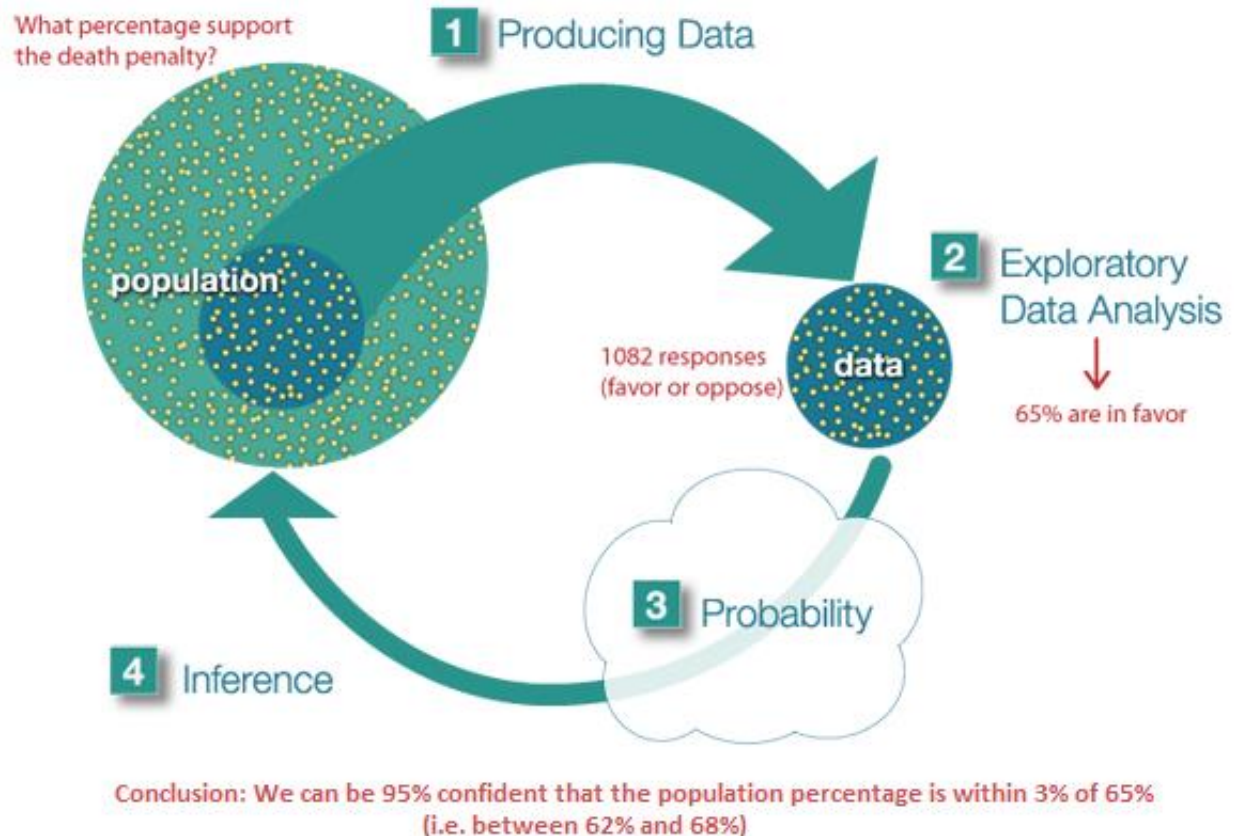 What percentage support
the death penalty?
1 Producing Data
population
2 Exploratory
Data Analysis
1082 responses
(favor or oppose)
data
65% are in favor
3 Probability
4 Inference
Conclusion: We can be 95% confident that the population percentage is within 3% of 65%
(i.e. between 62% and 68%)